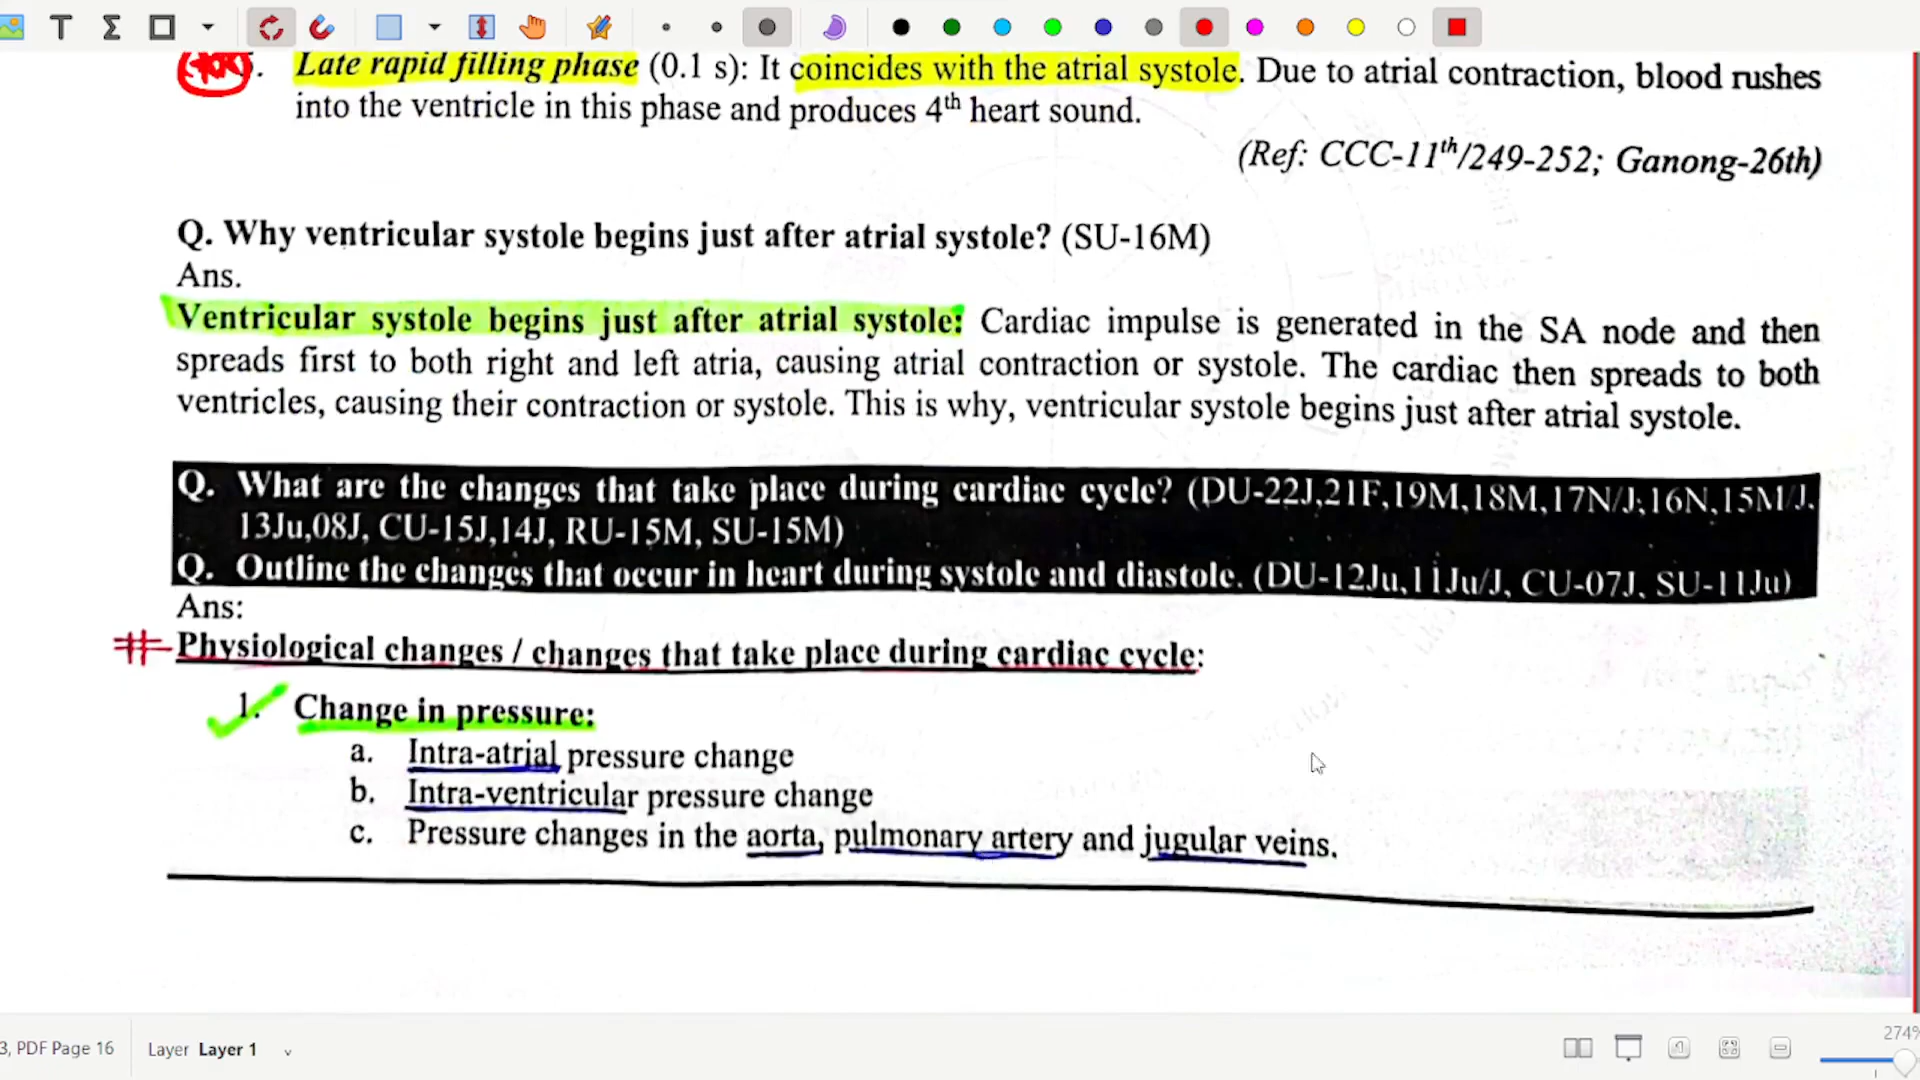 5. Late rapid filling phase (0.1 s): It coincides with the atrial systole. Due to atrial contraction, blood rushes
into the ventricle in this phase and produces 4th heart sound.
(Ref: CCC-11th/249-252; Ganong-26th)
Q. Why ventricular systole begins just after atrial systole? (SU-16M)
Ans.
Ventricular systole begins just after atrial systole: Cardiac impulse is generated in the SA node and then
spreads first to both right and left atria, causing atrial contraction or systole. The cardiac then spreads to both
ventricles, causing their contraction or systole. This is why, ventricular systole begins just after atrial systole.
Q. What are the changes that take place during cardiac cycle? (DU-22J,21F,19M,18M,17N/J,16N,15M/J,
13Ju,08J, CU-15J,14J, RU-15M, SU-15M)
Q. Outline the changes that occur in heart during systole and diastole. (DU-12Ju,11Ju/J, CU-07J, SU-11Ju)
Ans:
# Physiological changes / changes that take place during cardiac cycle:
1. Change in pressure:
a. Intra-atrial pressure change
b. Intra-ventricular pressure change
c. Pressure changes in the aorta, pulmonary artery and jugular veins.
3, PDF Page 16
Layer Layer 1
274%